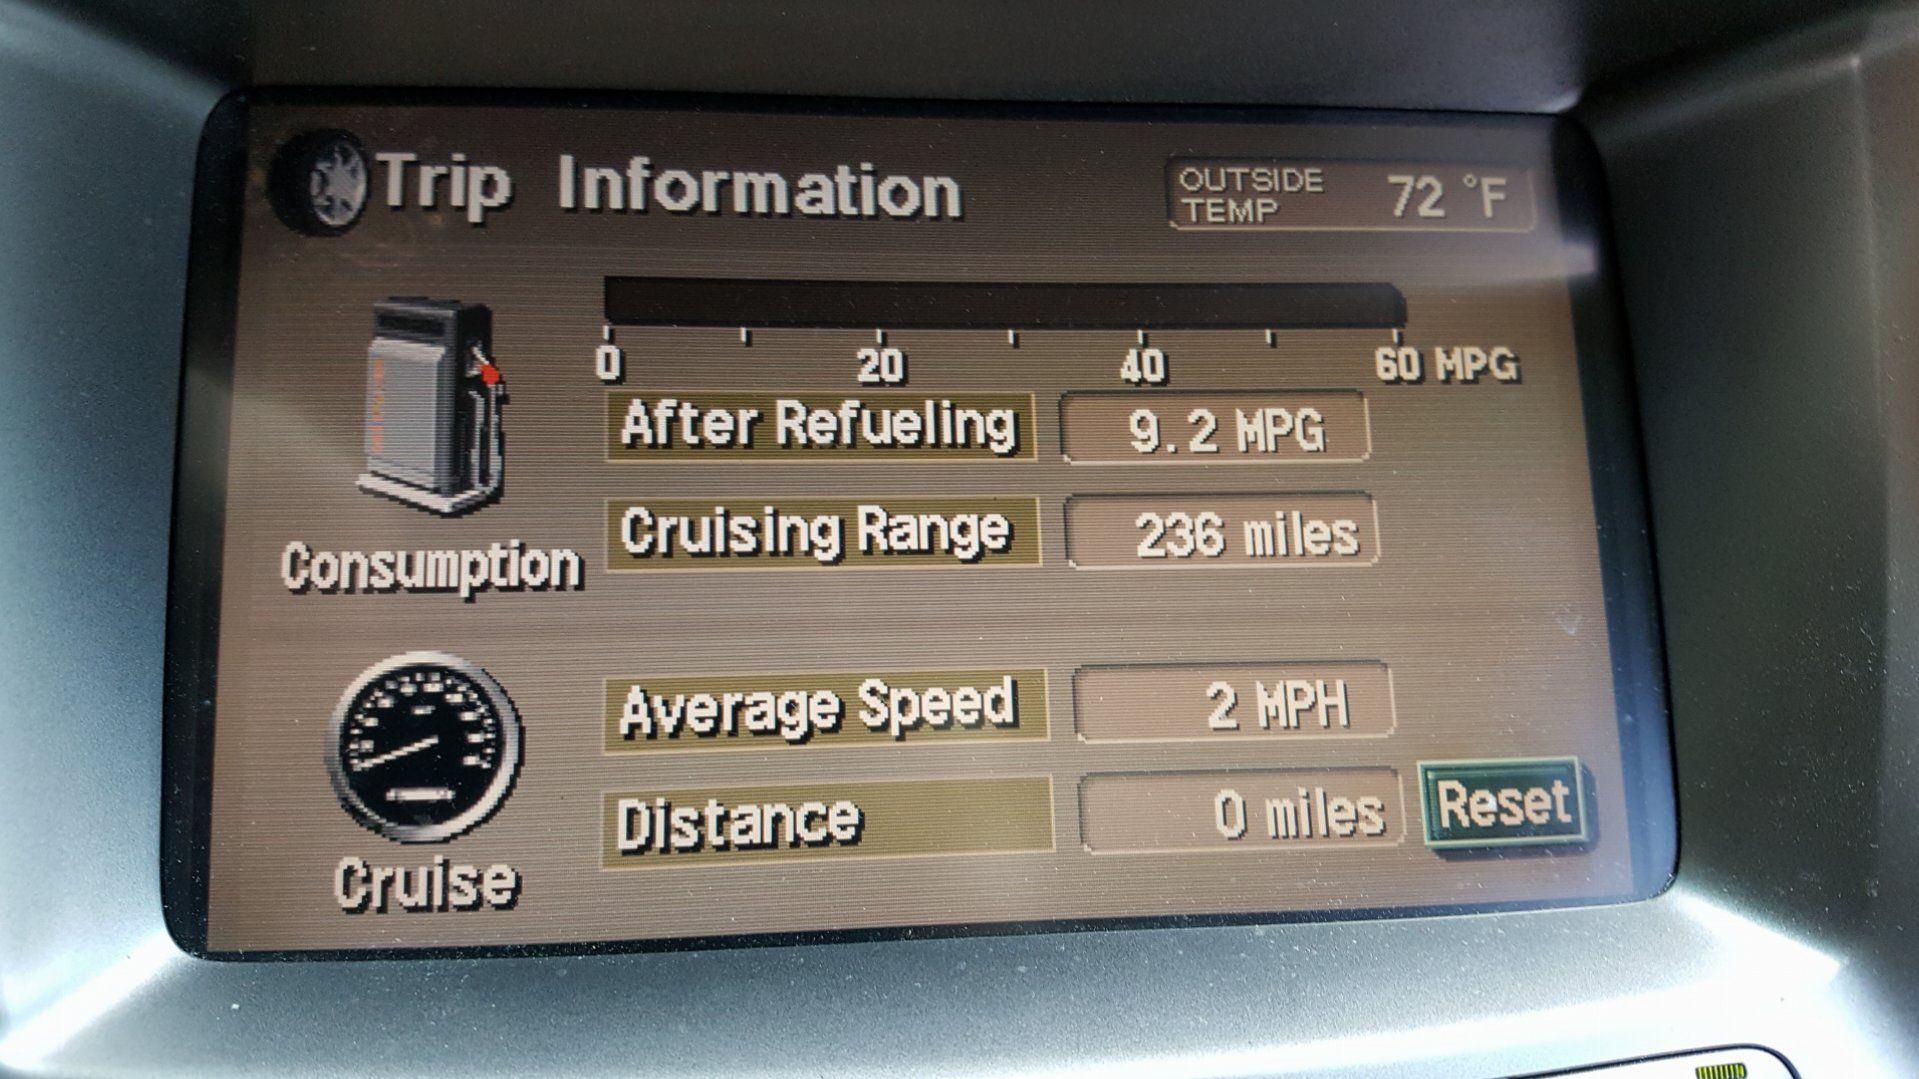 Trip Information
OUTSIDE
TEMP
72 °F
0 20 40 60 MPG
After Refueling 9.2 MPG
Cruising Range 236 miles
Consumption
Average Speed 2 MPH
Distance 0 miles Reset
Cruise